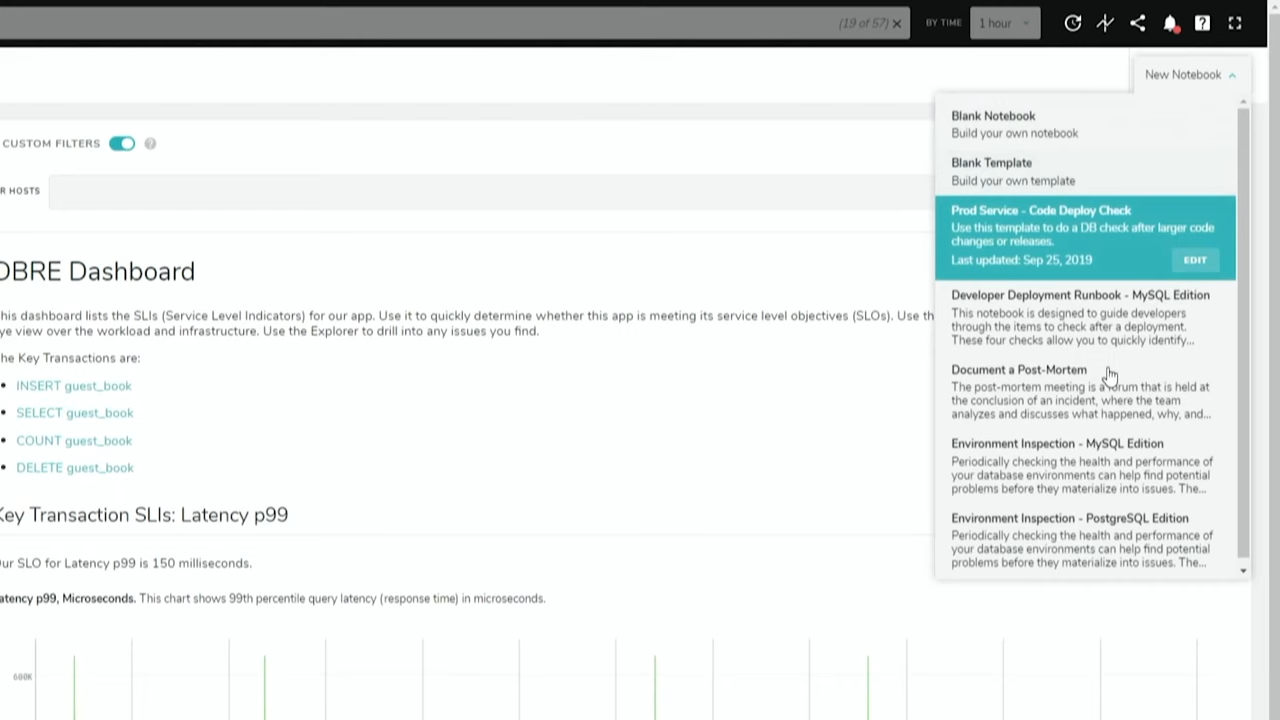 (19 of 57) BY TIME 1 hour
New Notebook
Blank Notebook
Build your own notebook
Blank Template
Build your own template
Prod Service - Code Deploy Check
Use this template to do a DB check after larger code
changes or releases.
Last updated: Sep 25, 2019 EDIT
Developer Deployment Runbook - MySQL Edition
This notebook is designed to guide developers
through the items to check after a deployment.
These four checks allow you to quickly identify...
Document a Post-Mortem
The post-mortem meeting is a forum that is held at
the conclusion of an incident, where the team
analyzes and discusses what happened, why, and...
Environment Inspection - MySQL Edition
Periodically checking the health and performance of
your database environments can help find potential
problems before they materialize into issues. The...
Environment Inspection - PostgreSQL Edition
Periodically checking the health and performance of
your database environments can help find potential
problems before they materialize into issues. The...
CUSTOM FILTERS ?
R HOSTS
DBRE Dashboard
his dashboard lists the SLIs (Service Level Indicators) for our app. Use it to quickly determine whether this app is meeting its service level objectives (SLOs). Use th
ye view over the workload and infrastructure. Use the Explorer to drill into any issues you find.
he Key Transactions are:
• INSERT guest_book
• SELECT guest_book
• COUNT guest_book
• DELETE guest_book
Key Transaction SLIs: Latency p99
ur SLO for Latency p99 is 150 milliseconds.
atency p99, Microseconds. This chart shows 99th percentile query latency (response time) in microseconds.
600K